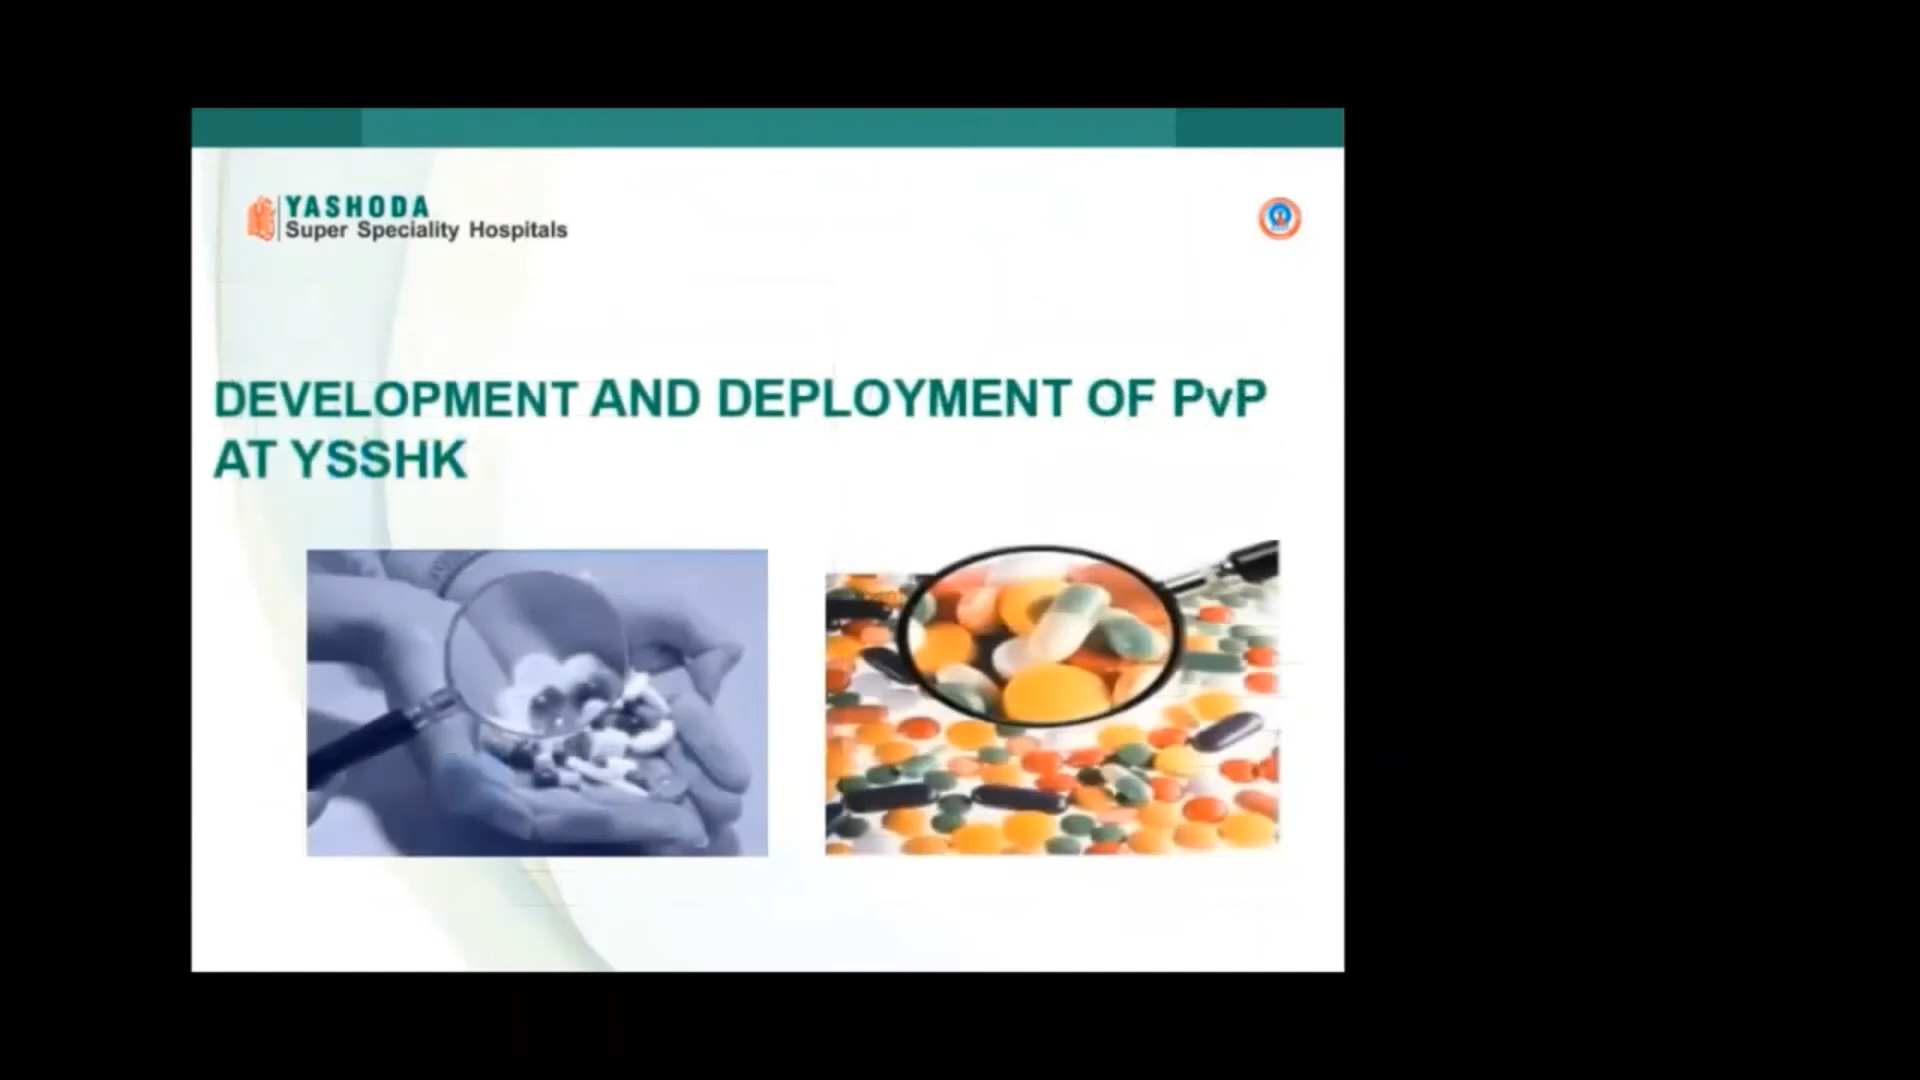 YASHODA
Super Speciality Hospitals
DEVELOPMENT AND DEPLOYMENT OF PvP
AT YSSHK